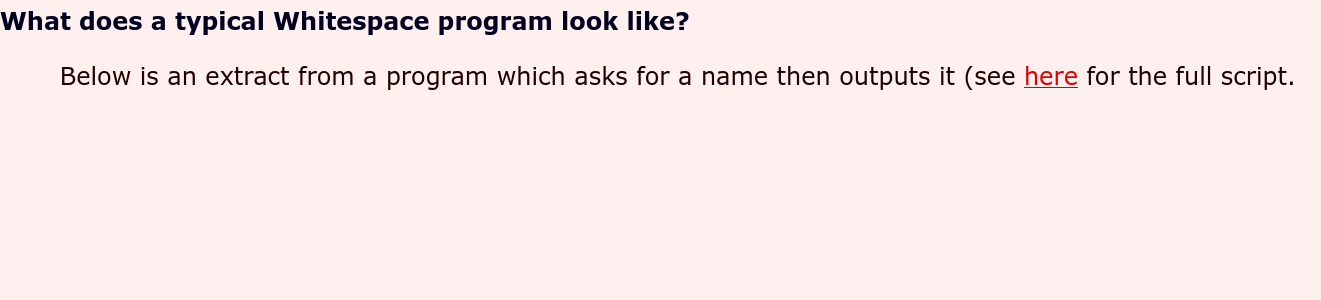 What does a typical Whitespace program look like?
Below is an extract from a program which asks for a name then outputs it (see here for the full script.